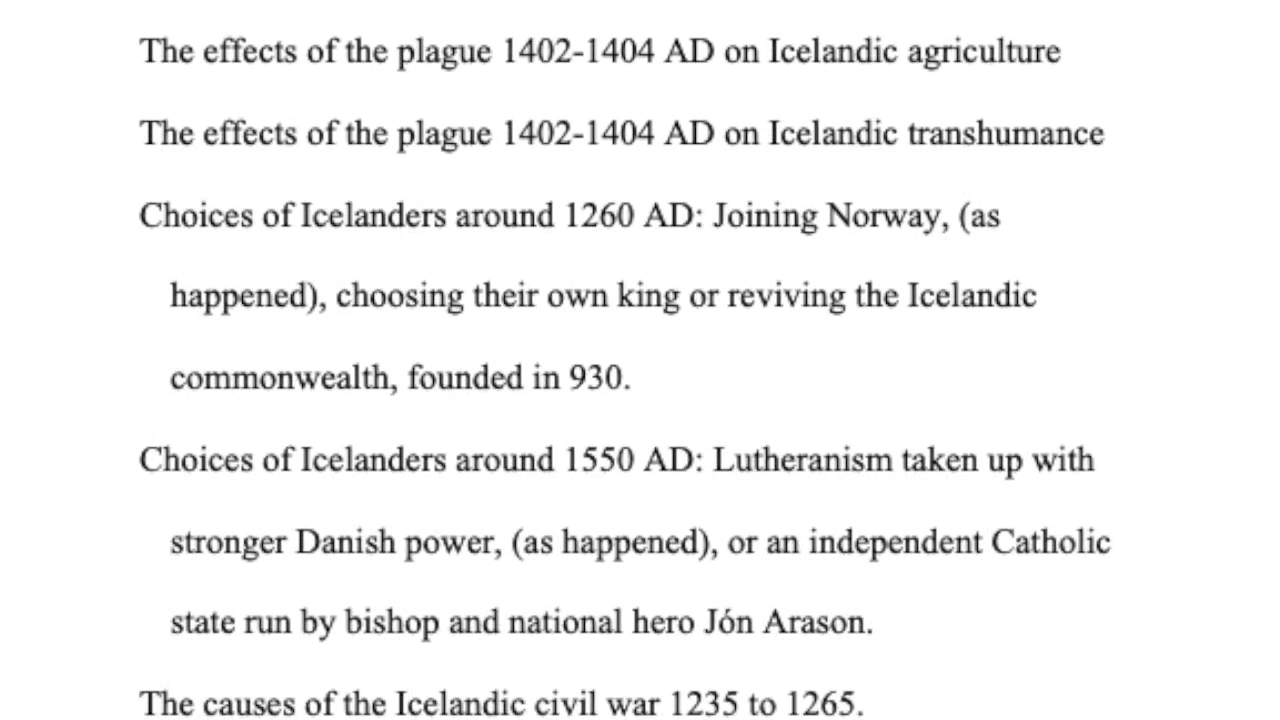 The effects of the plague 1402-1404 AD on Icelandic agriculture
The effects of the plague 1402-1404 AD on Icelandic transhumance
Choices of Icelanders around 1260 AD: Joining Norway, (as
happened), choosing their own king or reviving the Icelandic
commonwealth, founded in 930.
Choices of Icelanders around 1550 AD: Lutheranism taken up with
stronger Danish power, (as happened), or an independent Catholic
state run by bishop and national hero Jón Arason.
The causes of the Icelandic civil war 1235 to 1265.